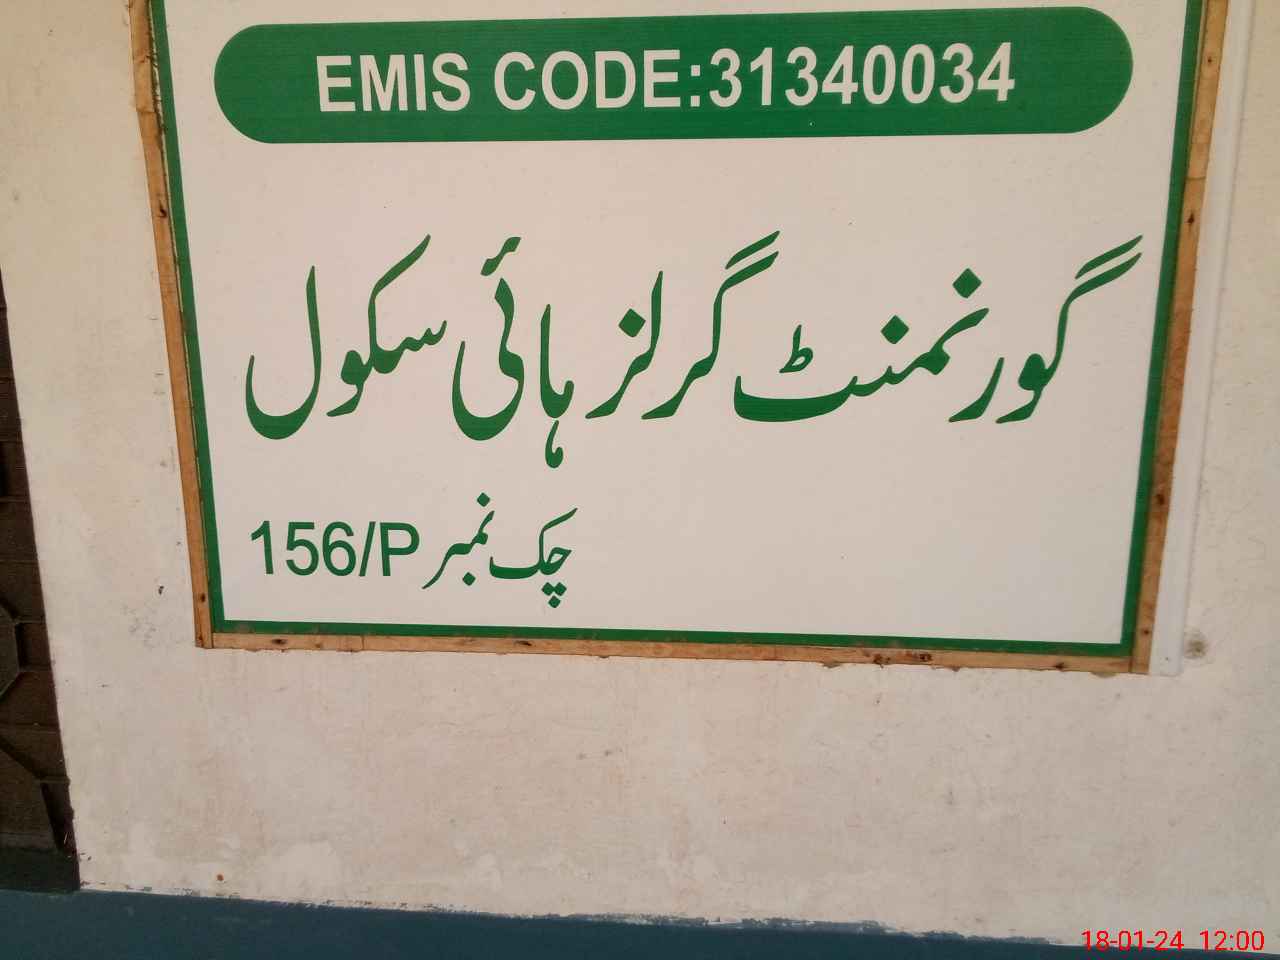 EMIS CODE:31340034
گورنمنٹ گرلز ہائی سکول
چک نمبر 156/P
18-01-24 12:00